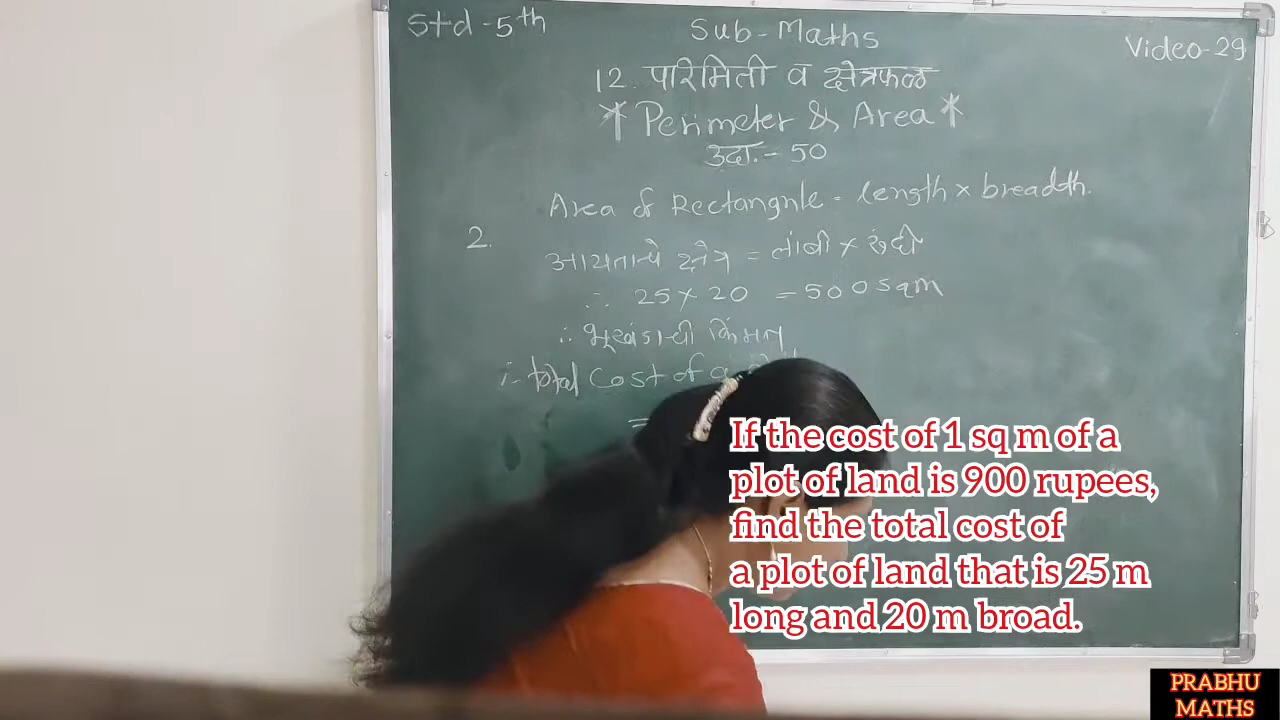 Std-5th
Sub-Maths
Video-29
12. पारिमिती व क्षेत्रफळ
*Perimeter & Area*
उदा.- 50
Area of Rectangule = length × breadth.
2.
आयताचे क्षेत्र = लांबी × रुंदी
∴ 25 × 20 = 500 sqm
∴ भूखंडाची किंमत
∴ total Cost of a
=
If the cost of 1 sq m of a
plot of land is 900 rupees,
find the total cost of
a plot of land that is 25 m
long and 20 m broad.
PRABHU
MATHS